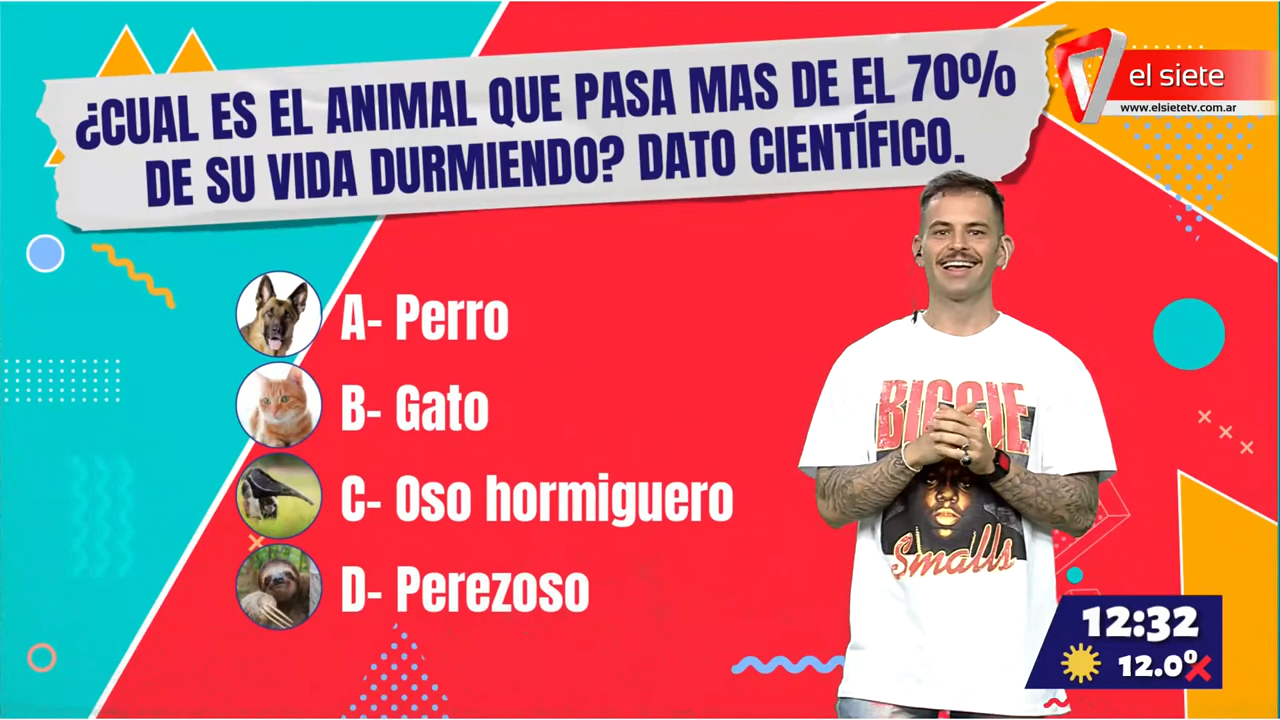 ¿CUAL ES EL ANIMAL QUE PASA MAS DE EL 70%
DE SU VIDA DURMIENDO? DATO CIENTÍFICO.
el siete
www.elsietetv.com.ar
A- Perro
B- Gato
C- Oso hormiguero
D- Perezoso
BIGGIE
Smalls
12:32
12.0º